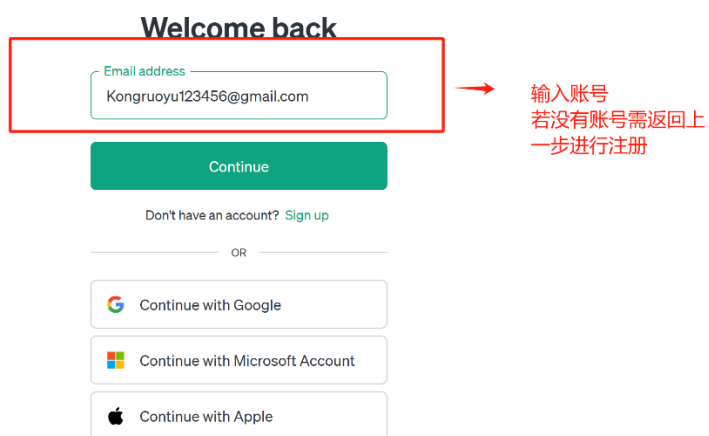 Welcome back
Email address
Kongruoyu123456@gmail.com
输入账号
若没有账号需返回上
一步进行注册
Continue
Don't have an account? Sign up
OR
Continue with Google
Continue with Microsoft Account
Continue with Apple